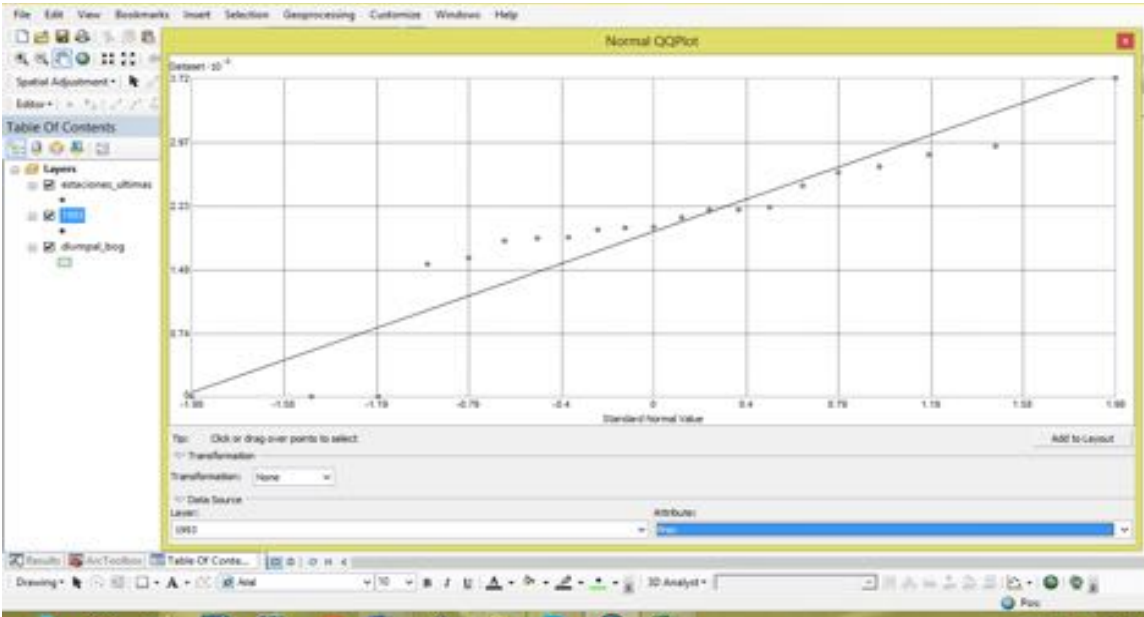 File Edit View Bookmarks Insert Selection Geoprocessing Customize Windows Help
Normal QQPlot
Dataset · 10
Spatial Adjustment
Editor
Table Of Contents
Layers
estaciones_ultimas
1993
divmpal_bog
3.72
2.97
2.23
1.49
0.74
0
-1.98 -1.58 -1.19 -0.79 -0.4 0 0.4 0.79 1.19 1.58 1.98
Standard Normal Value
Tip: Click or drag over points to select
Add to Layout
Transformation
Transformation: None
Data Source
Layer: Attribute:
1993
Results ArcToolbox Table Of Conte...
Drawing A Arial 10 B I U A 3D Analyst